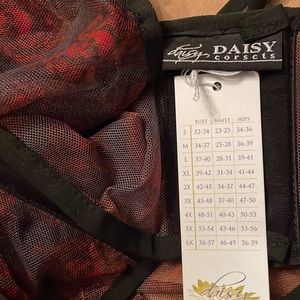 daisy DAISY
corsets
BUST WAIST HIPS
S 32-34 23-25 34-36
M 34-37 25-28 36-39
L 37-40 28-31 39-41
XL 39-42 31-34 41-44
2X 42-45 34-37 44-47
3X 45-48 37-40 47-50
4X 48-51 40-43 50-53
5X 53-54 43-46 53-56
6X 56-57 46-49 56-59
daisy